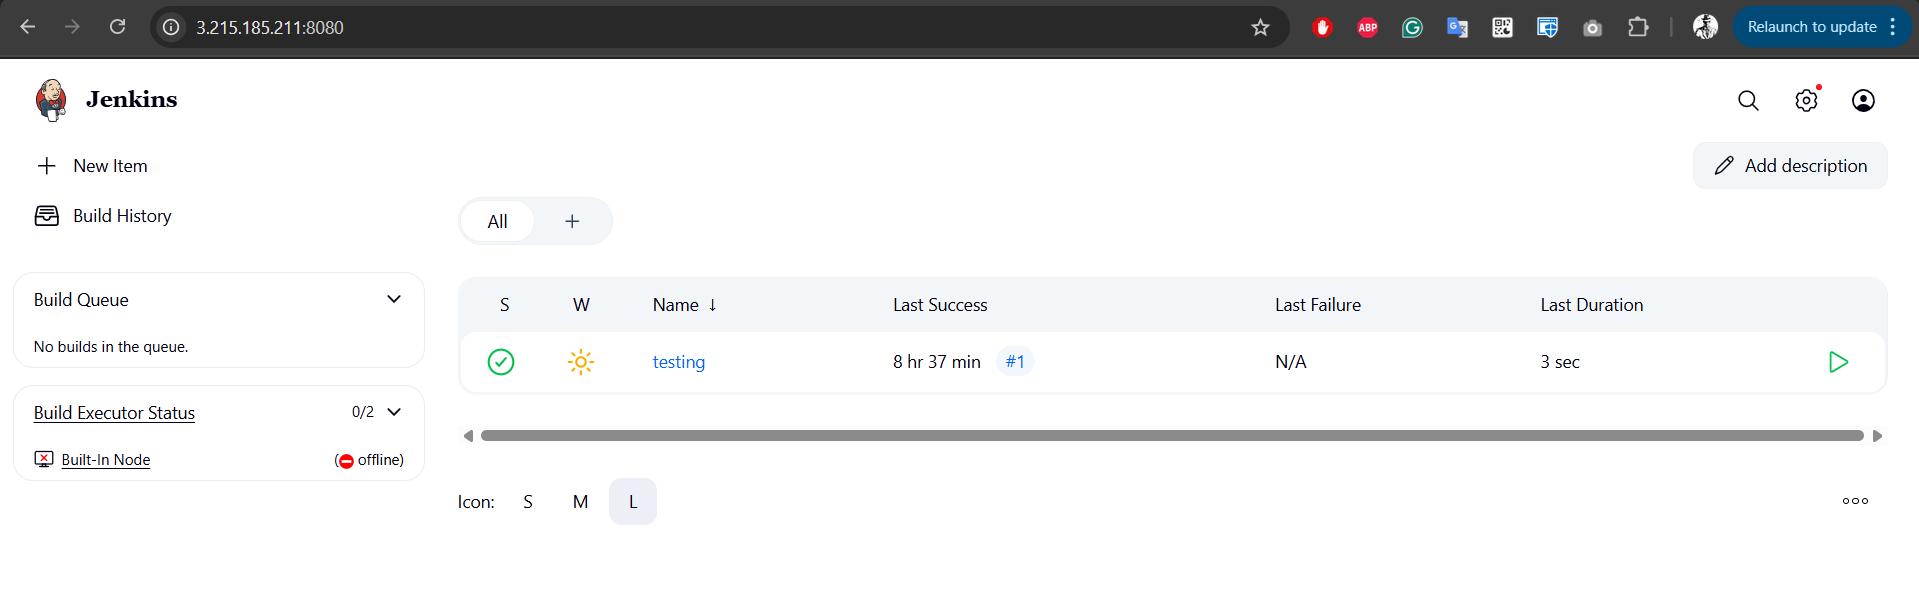 3.215.185.211:8080
ABP
G
Relaunch to update
Jenkins
New Item
Add description
Build History
All
Build Queue
No builds in the queue.
S W Name ↓ Last Success Last Failure Last Duration
testing 8 hr 37 min #1 N/A 3 sec
Build Executor Status 0/2
Built-In Node (offline)
Icon: S M L